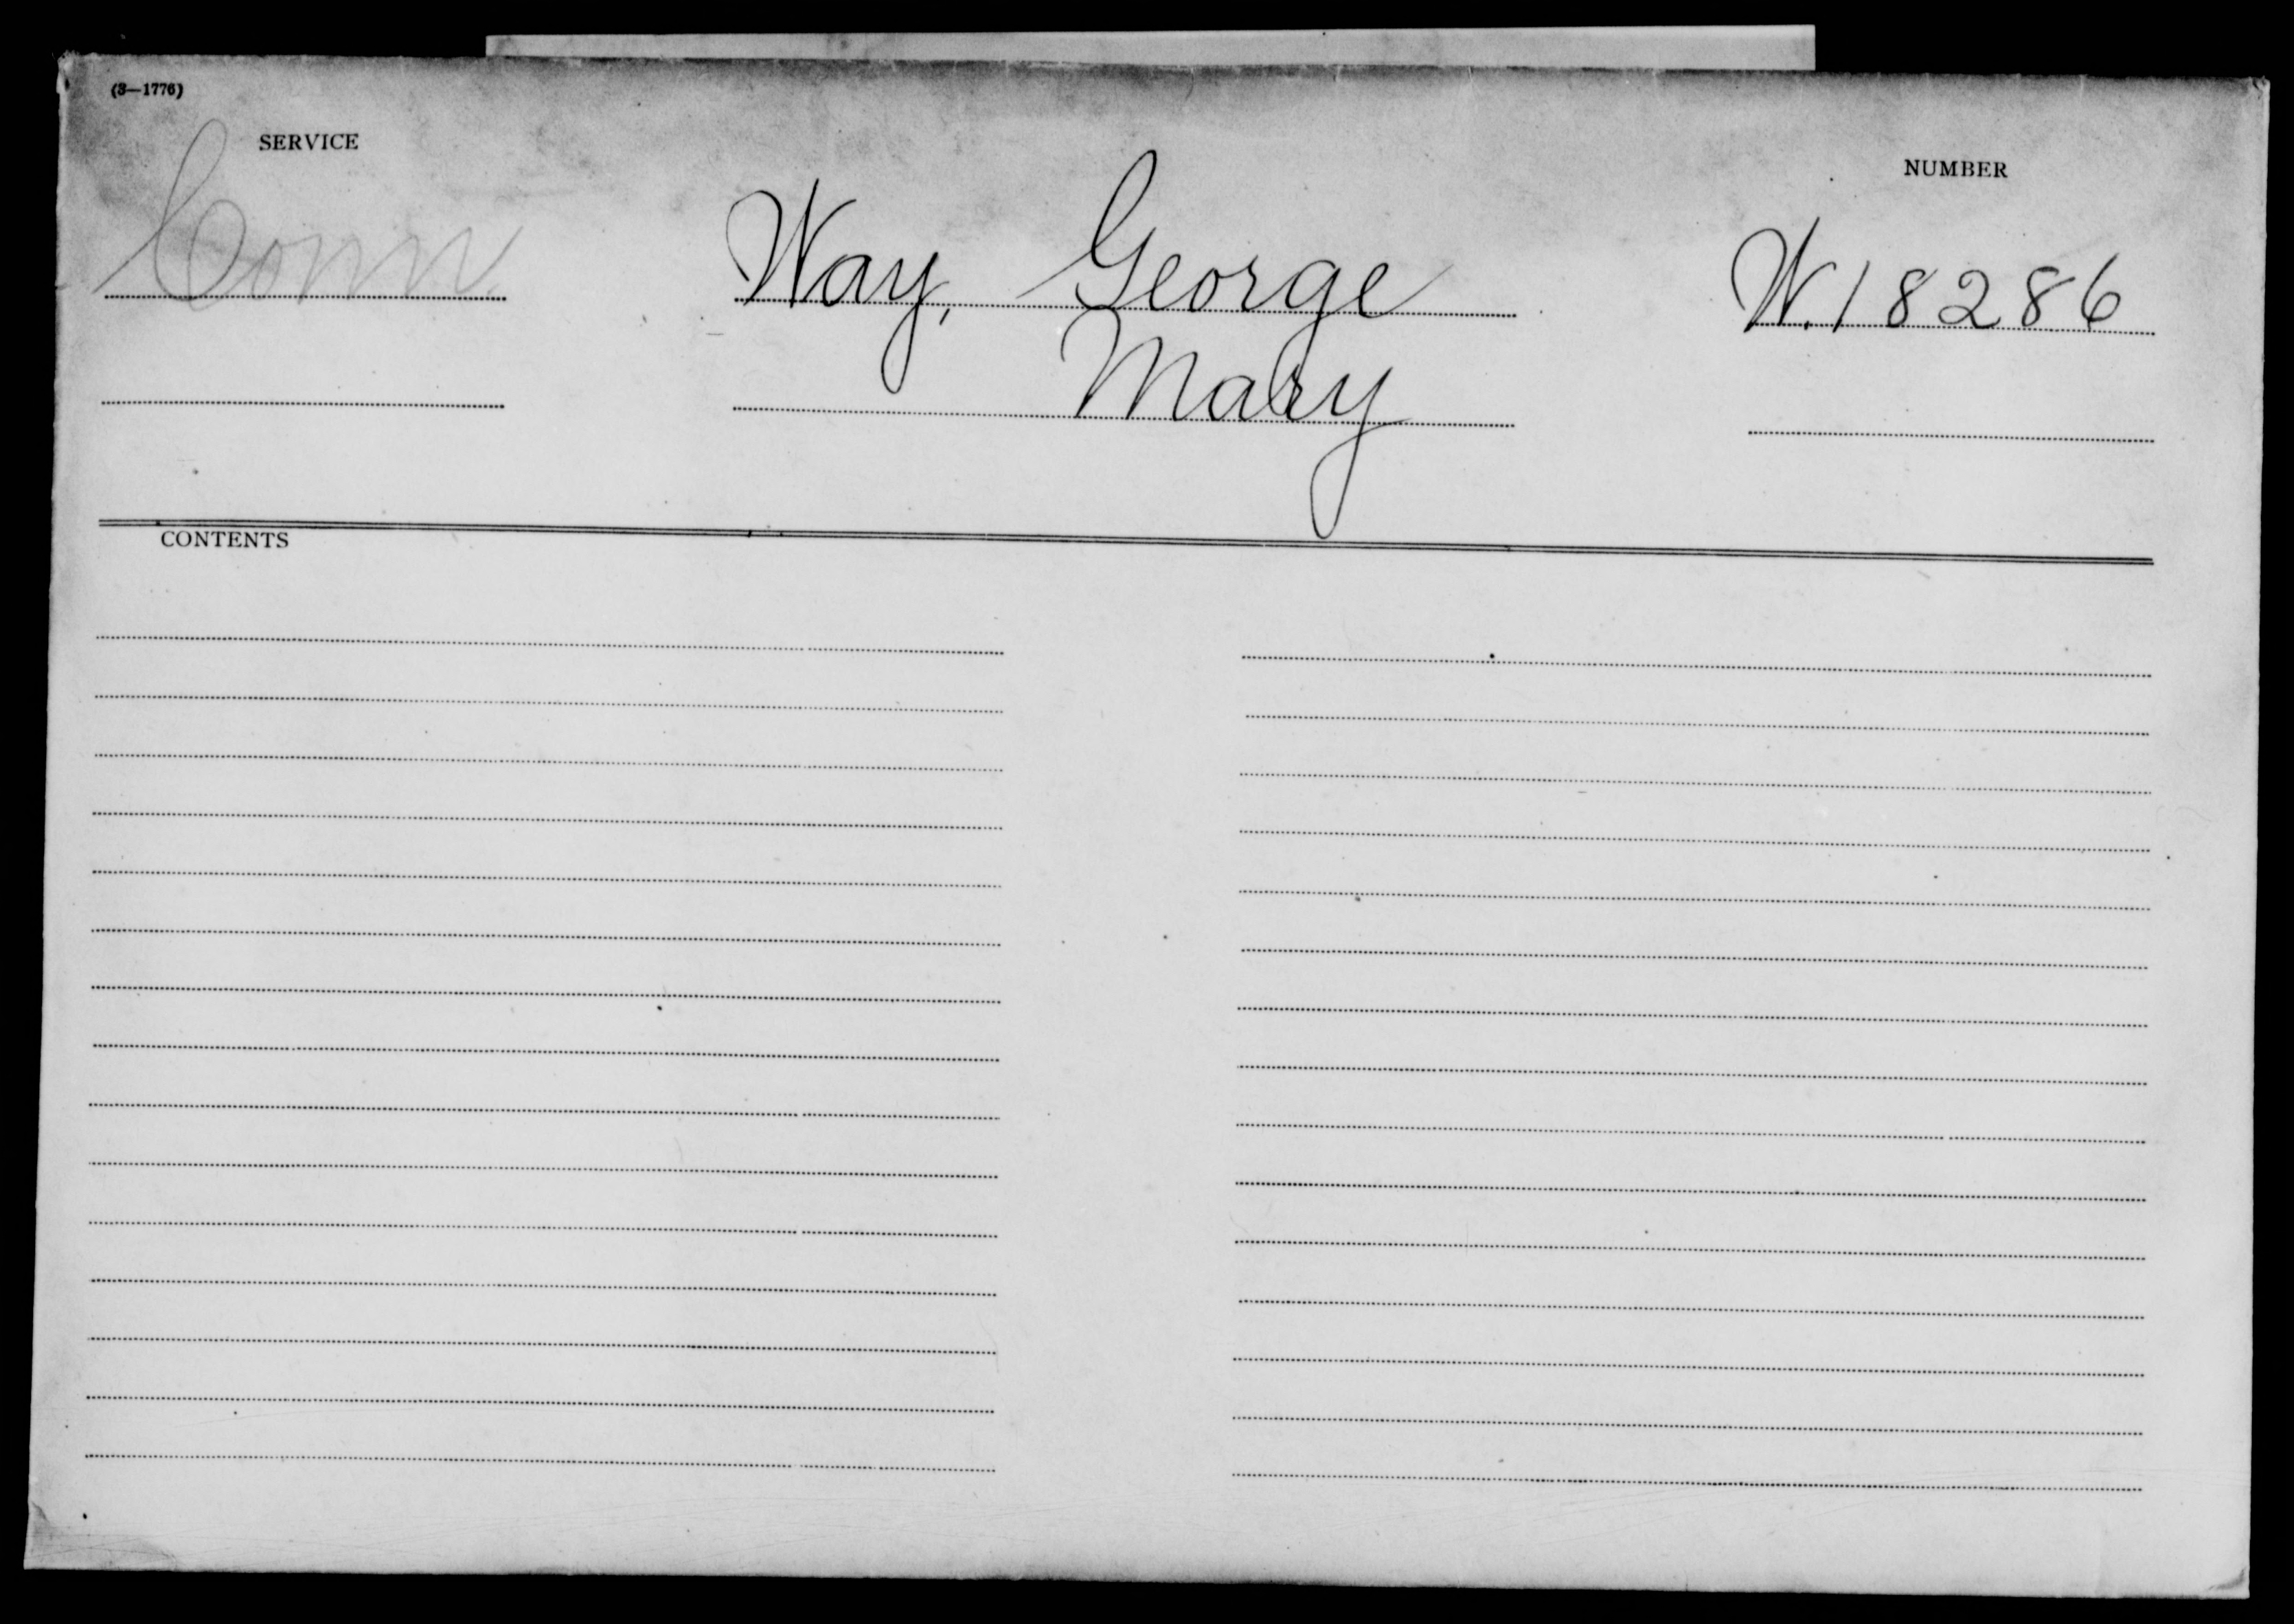 (3—1776)
SERVICE
NUMBER
Conn.
Way, George
W.18286
Mary
CONTENTS